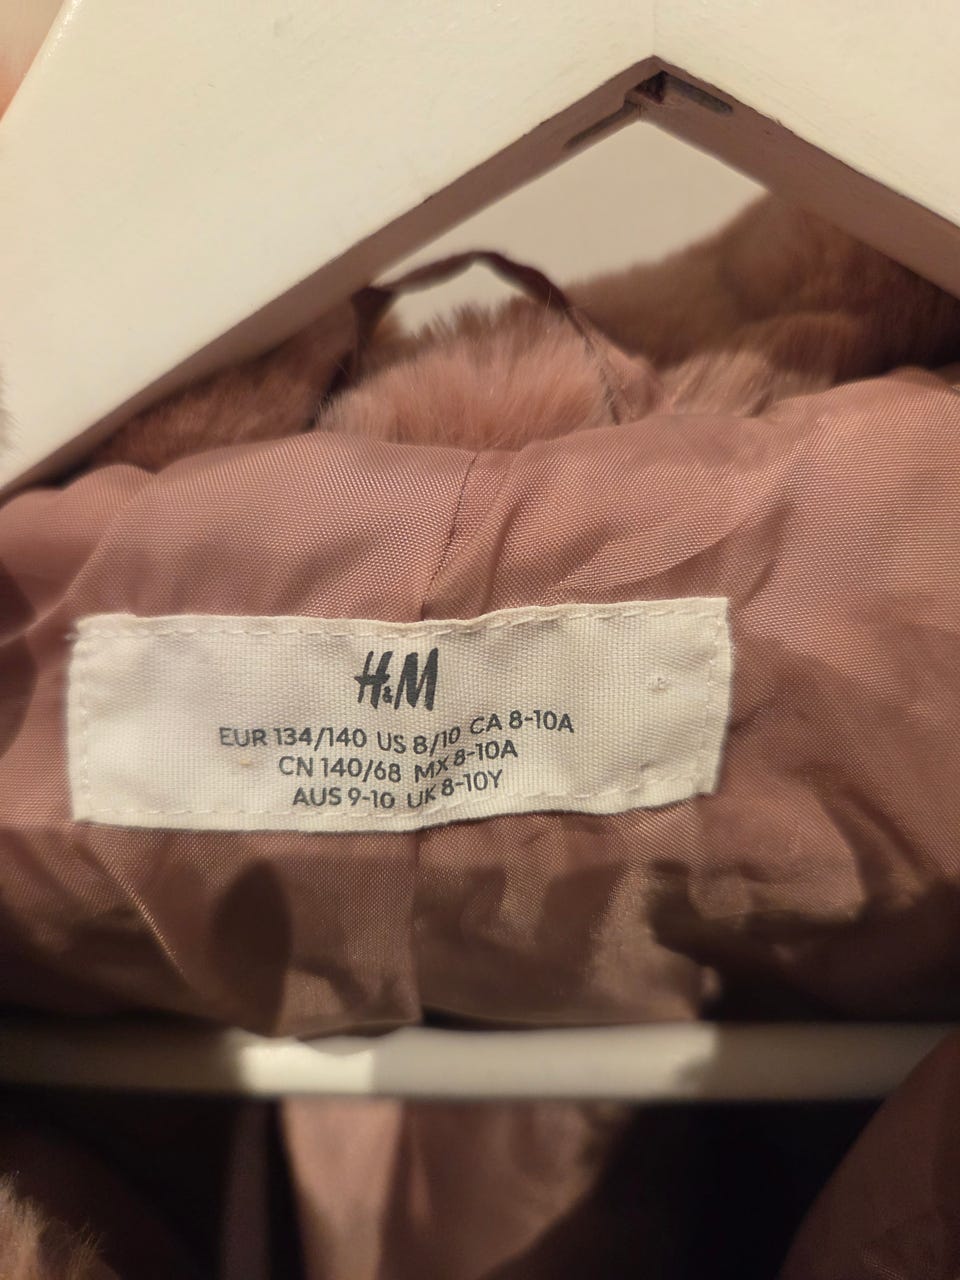 H&M
EUR 134/140 US 8/10 CA 8-10A
CN 140/68 MX 8-10A
AUS 9-10 UK 8-10Y